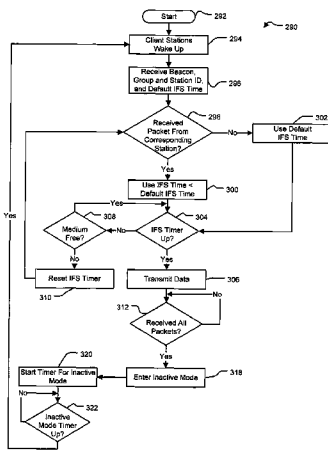 Start
292
290
Client Stations
Wake Up
294
Receive Beacon,
Group and Station ID,
and Default IFS Time
296
Received
Packet From
Corresponding
Station?
298
No
302
Use Default
IFS Time
Yes
Yes
Use IFS Time <
Default IFS Time
300
Yes
308
Medium
Free?
No
304
IFS Timer
Up?
No
Yes
Reset IFS Timer
310
Transmit Data
306
No
312
Received All
Packets?
Yes
320
Start Timer For Inactive
Mode
Enter Inactive Mode
318
No
322
Inactive
Mode Timer
Up?